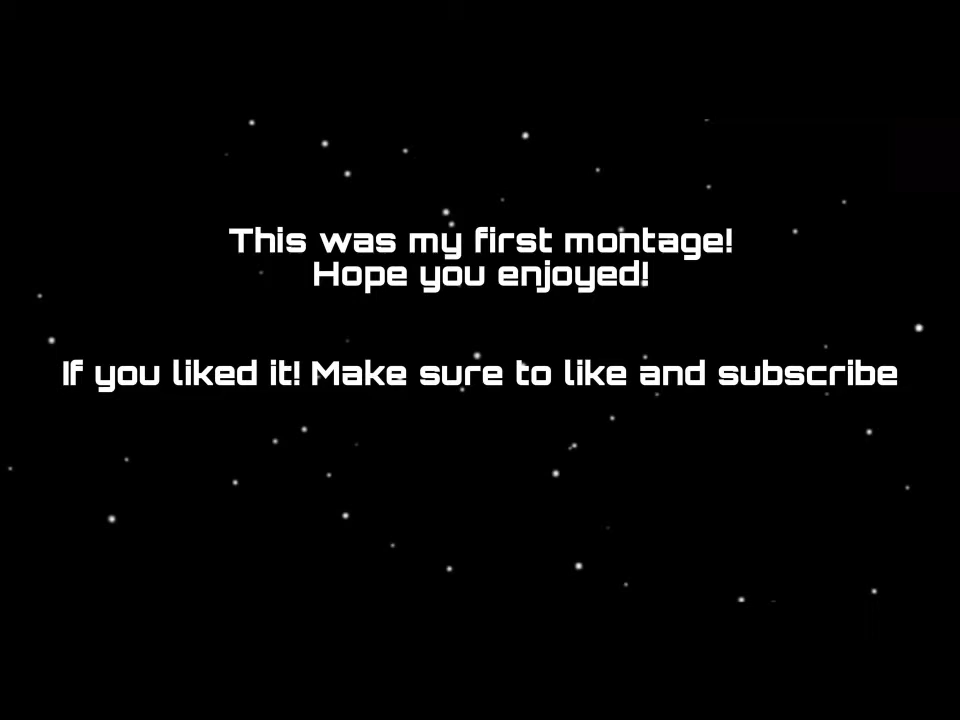 This was my first montage!
Hope you enjoyed!
If you liked it! Make sure to like and subscribe